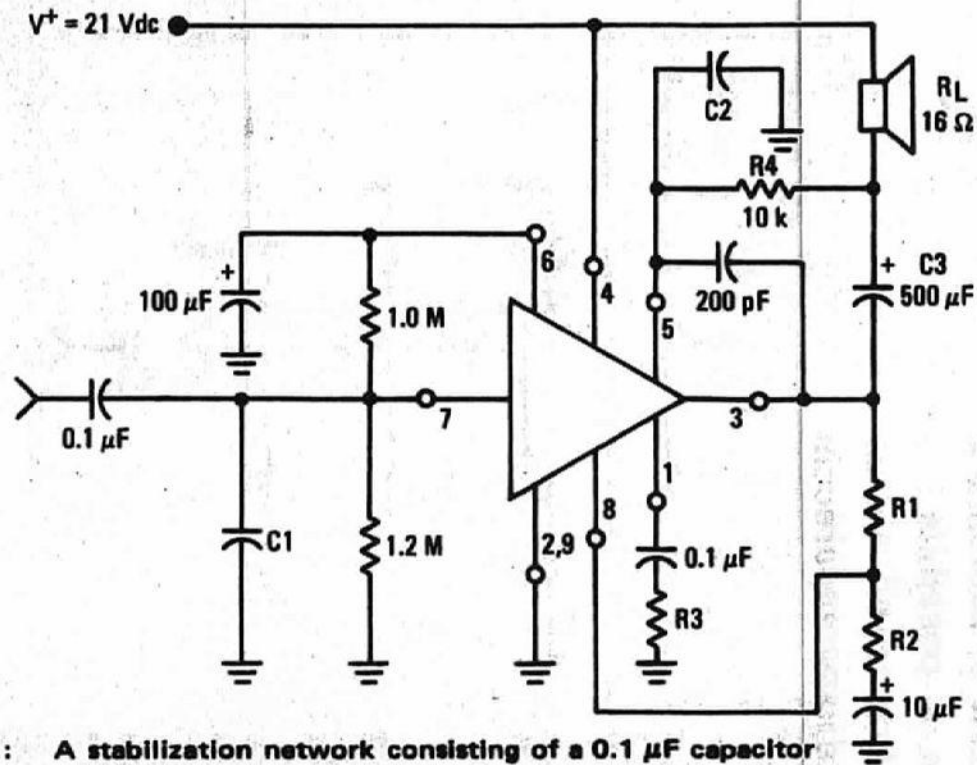 V+ = 21 Vdc
C2
RL
16 Ω
R4
10 k
6
4
+
100 µF
1.0 M
200 pF
+
C3
500 µF
5
7
3
0.1 µF
1
8
R1
C1
1.2 M
2,9
0.1 µF
R3
R2
+
10 µF
: A stabilization network consisting of a 0.1 µF capacitor